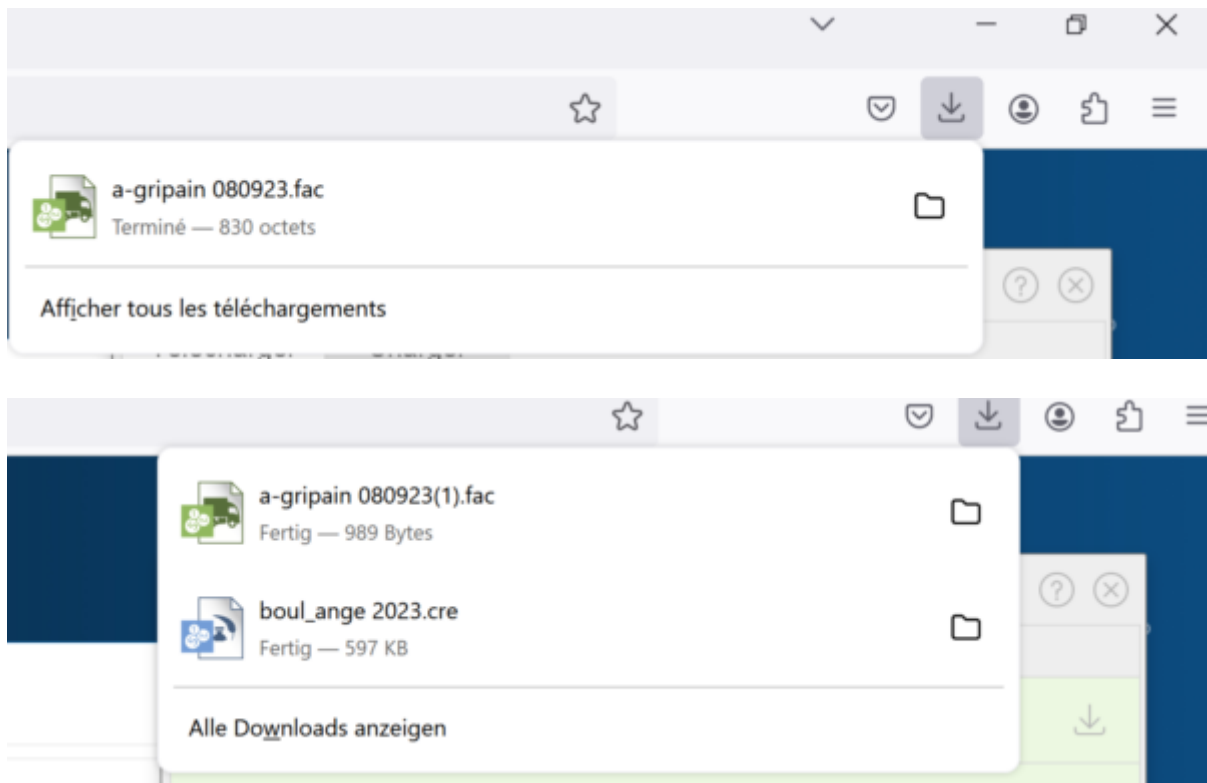 a-gripain 080923.fac
Terminé — 830 octets
Afficher tous les téléchargements
a-gripain 080923(1).fac
Fertig — 989 Bytes
boul_ange 2023.cre
Fertig — 597 KB
Alle Downloads anzeigen